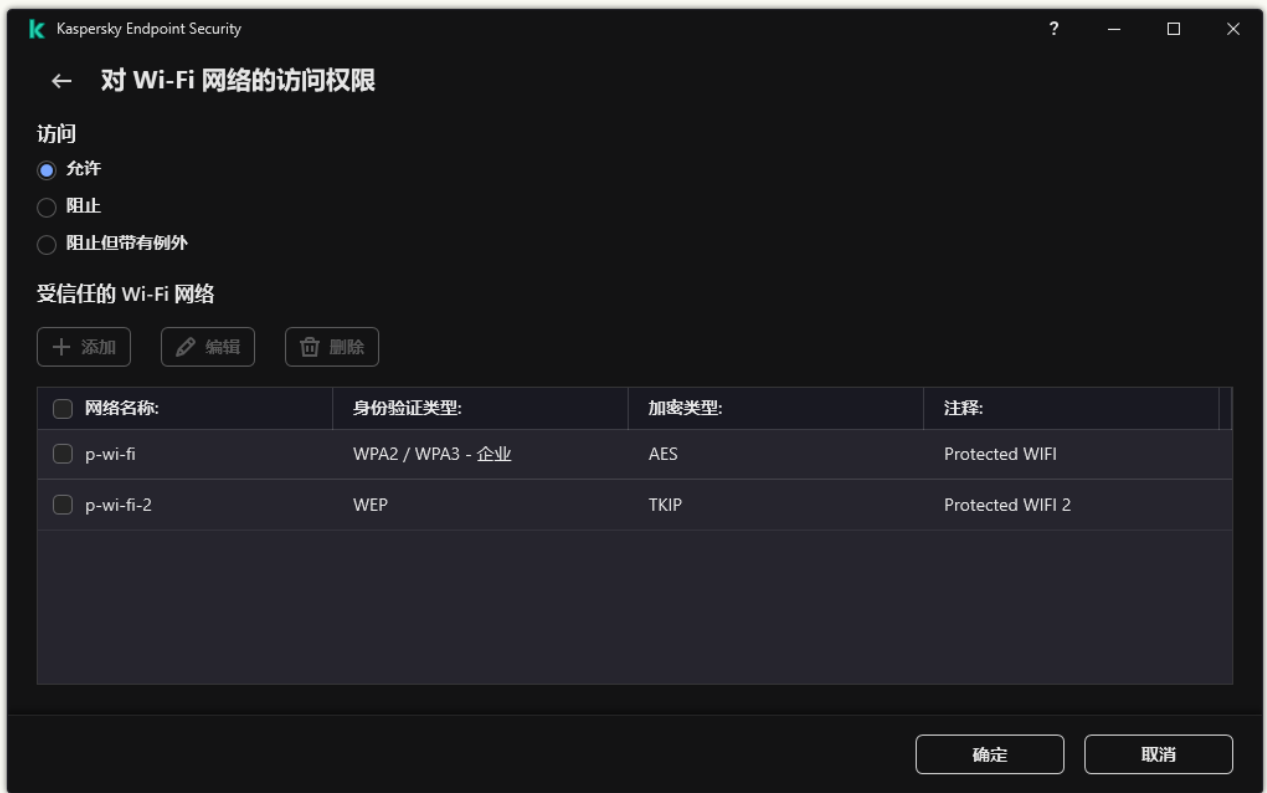 Kaspersky Endpoint Security
对 Wi-Fi 网络的访问权限
访问
允许
阻止
阻止但带有例外
受信任的 Wi-Fi 网络
添加 编辑 删除
网络名称: 身份验证类型: 加密类型: 注释:
p-wi-fi WPA2 / WPA3 - 企业 AES Protected WIFI
p-wi-fi-2 WEP TKIP Protected WIFI 2
确定 取消